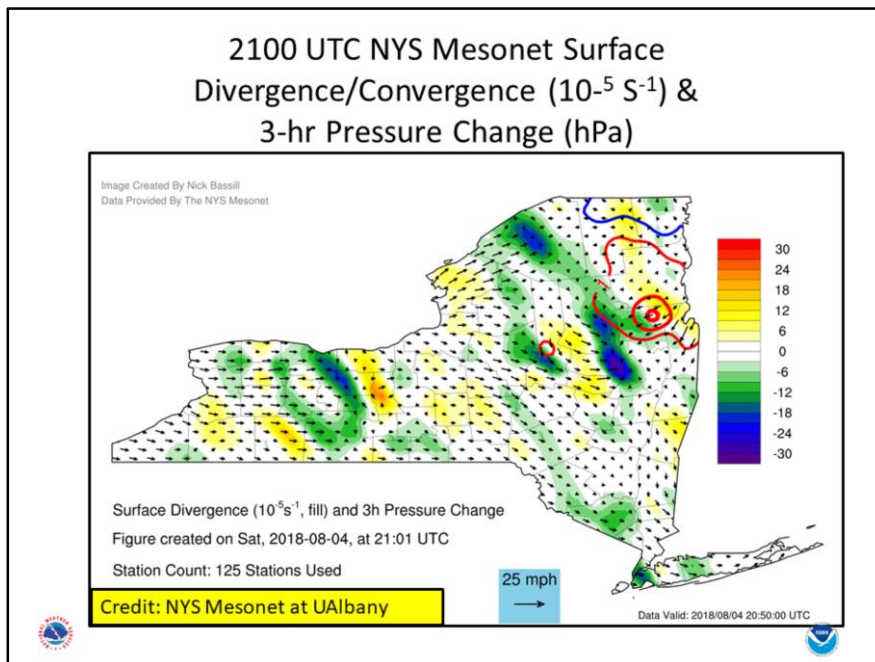 2100 UTC NYS Mesonet Surface
Divergence/Convergence (10-⁵ S⁻¹) &
3-hr Pressure Change (hPa)
Image Created By Nick Bassill
Data Provided By The NYS Mesonet
30
24
18
12
6
0
-6
-12
-18
-24
-30
1
Surface Divergence (10⁻⁵s⁻¹, fill) and 3h Pressure Change
Figure created on Sat, 2018-08-04, at 21:01 UTC
Station Count: 125 Stations Used
25 mph
Credit: NYS Mesonet at UAlbany
Data Valid: 2018/08/04 20:50:00 UTC